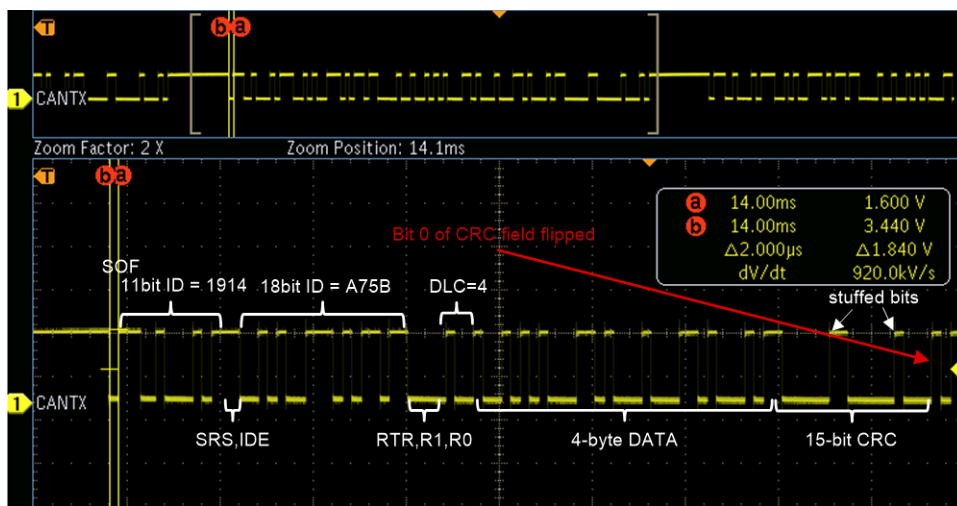 T
b a
1 CANTX
Zoom Factor: 2 X Zoom Position: 14.1ms
T
b a
a 14.00ms 1.600 V
b 14.00ms 3.440 V
Δ2.000µs Δ1.840 V
dV/dt 920.0kV/s
Bit 0 of CRC field flipped
SOF
11bit ID = 1914 18bit ID = A75B DLC=4
stuffed bits
1 CANTX
SRS,IDE RTR,R1,R0 4-byte DATA 15-bit CRC